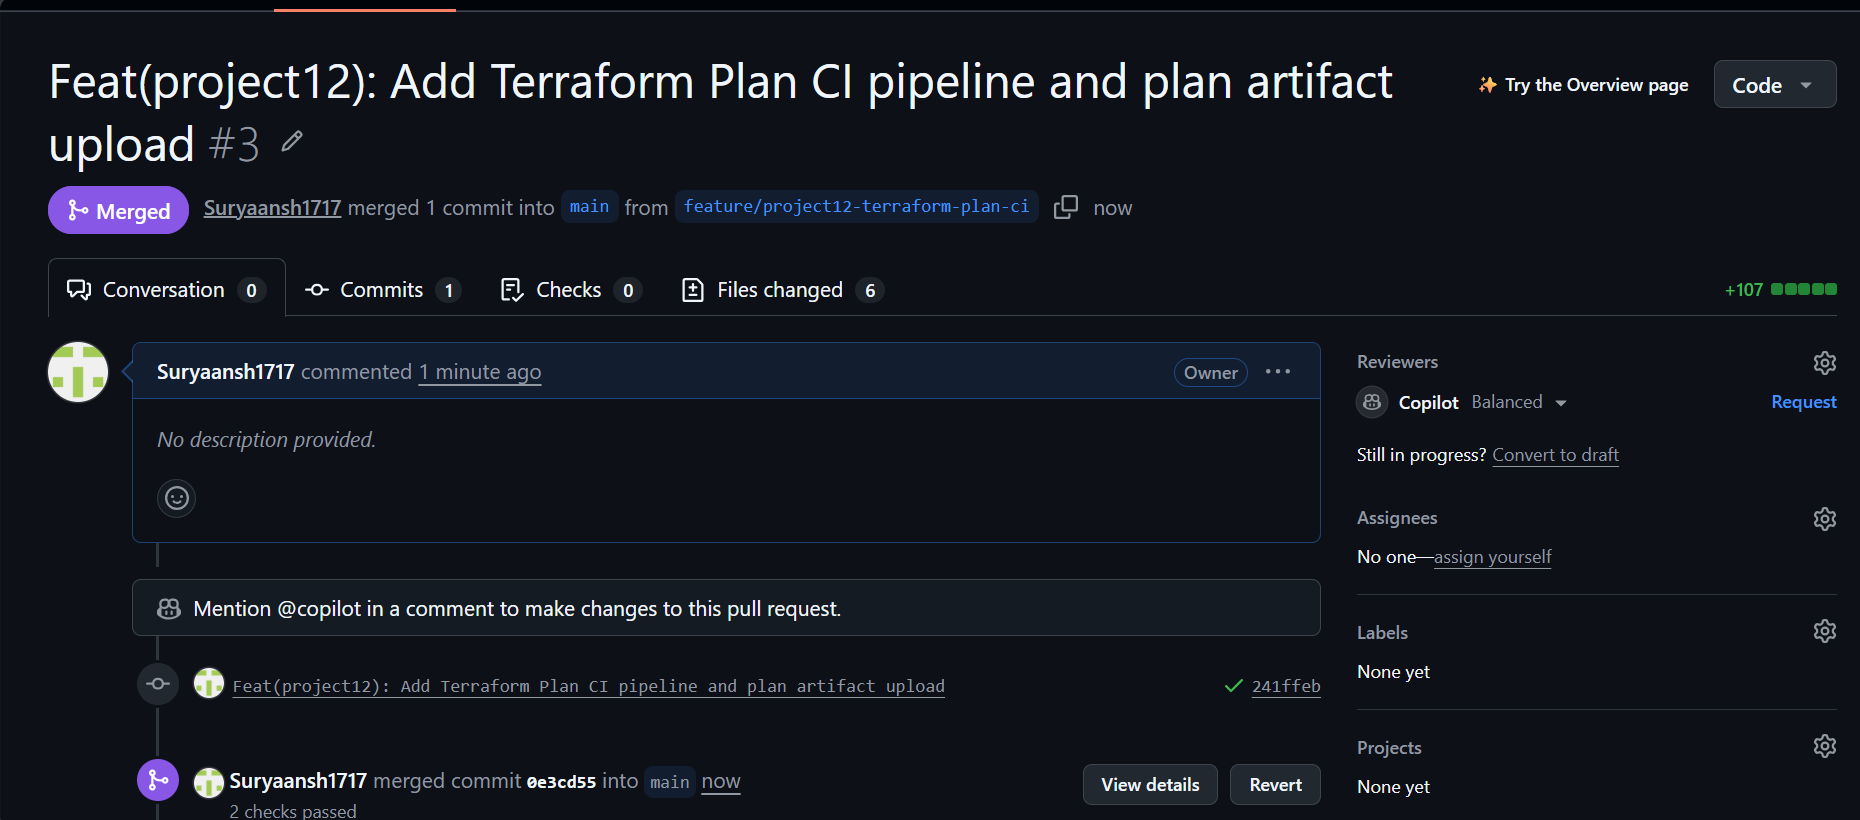 Feat(project12): Add Terraform Plan CI pipeline and plan artifact
upload #3
Try the Overview page
Code
Merged
Suryaansh1717 merged 1 commit into main from feature/project12-terraform-plan-ci now
Conversation 0
Commits 1
Checks 0
Files changed 6
+107
Suryaansh1717 commented 1 minute ago
Owner
No description provided.
Mention @copilot in a comment to make changes to this pull request.
Feat(project12): Add Terraform Plan CI pipeline and plan artifact upload
241ffeb
Suryaansh1717 merged commit 0e3cd55 into main now
2 checks passed
View details
Revert
Reviewers
Copilot Balanced
Request
Still in progress? Convert to draft
Assignees
No one—assign yourself
Labels
None yet
Projects
None yet